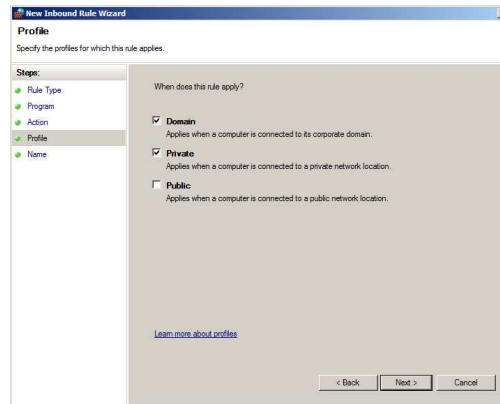 New Inbound Rule Wizard
Profile
Specify the profiles for which this rule applies.
Steps:
Rule Type
Program
Action
Profile
Name
When does this rule apply?
Domain
Applies when a computer is connected to its corporate domain.
Private
Applies when a computer is connected to a private network location.
Public
Applies when a computer is connected to a public network location.
Learn more about profiles
< Back
Next >
Cancel